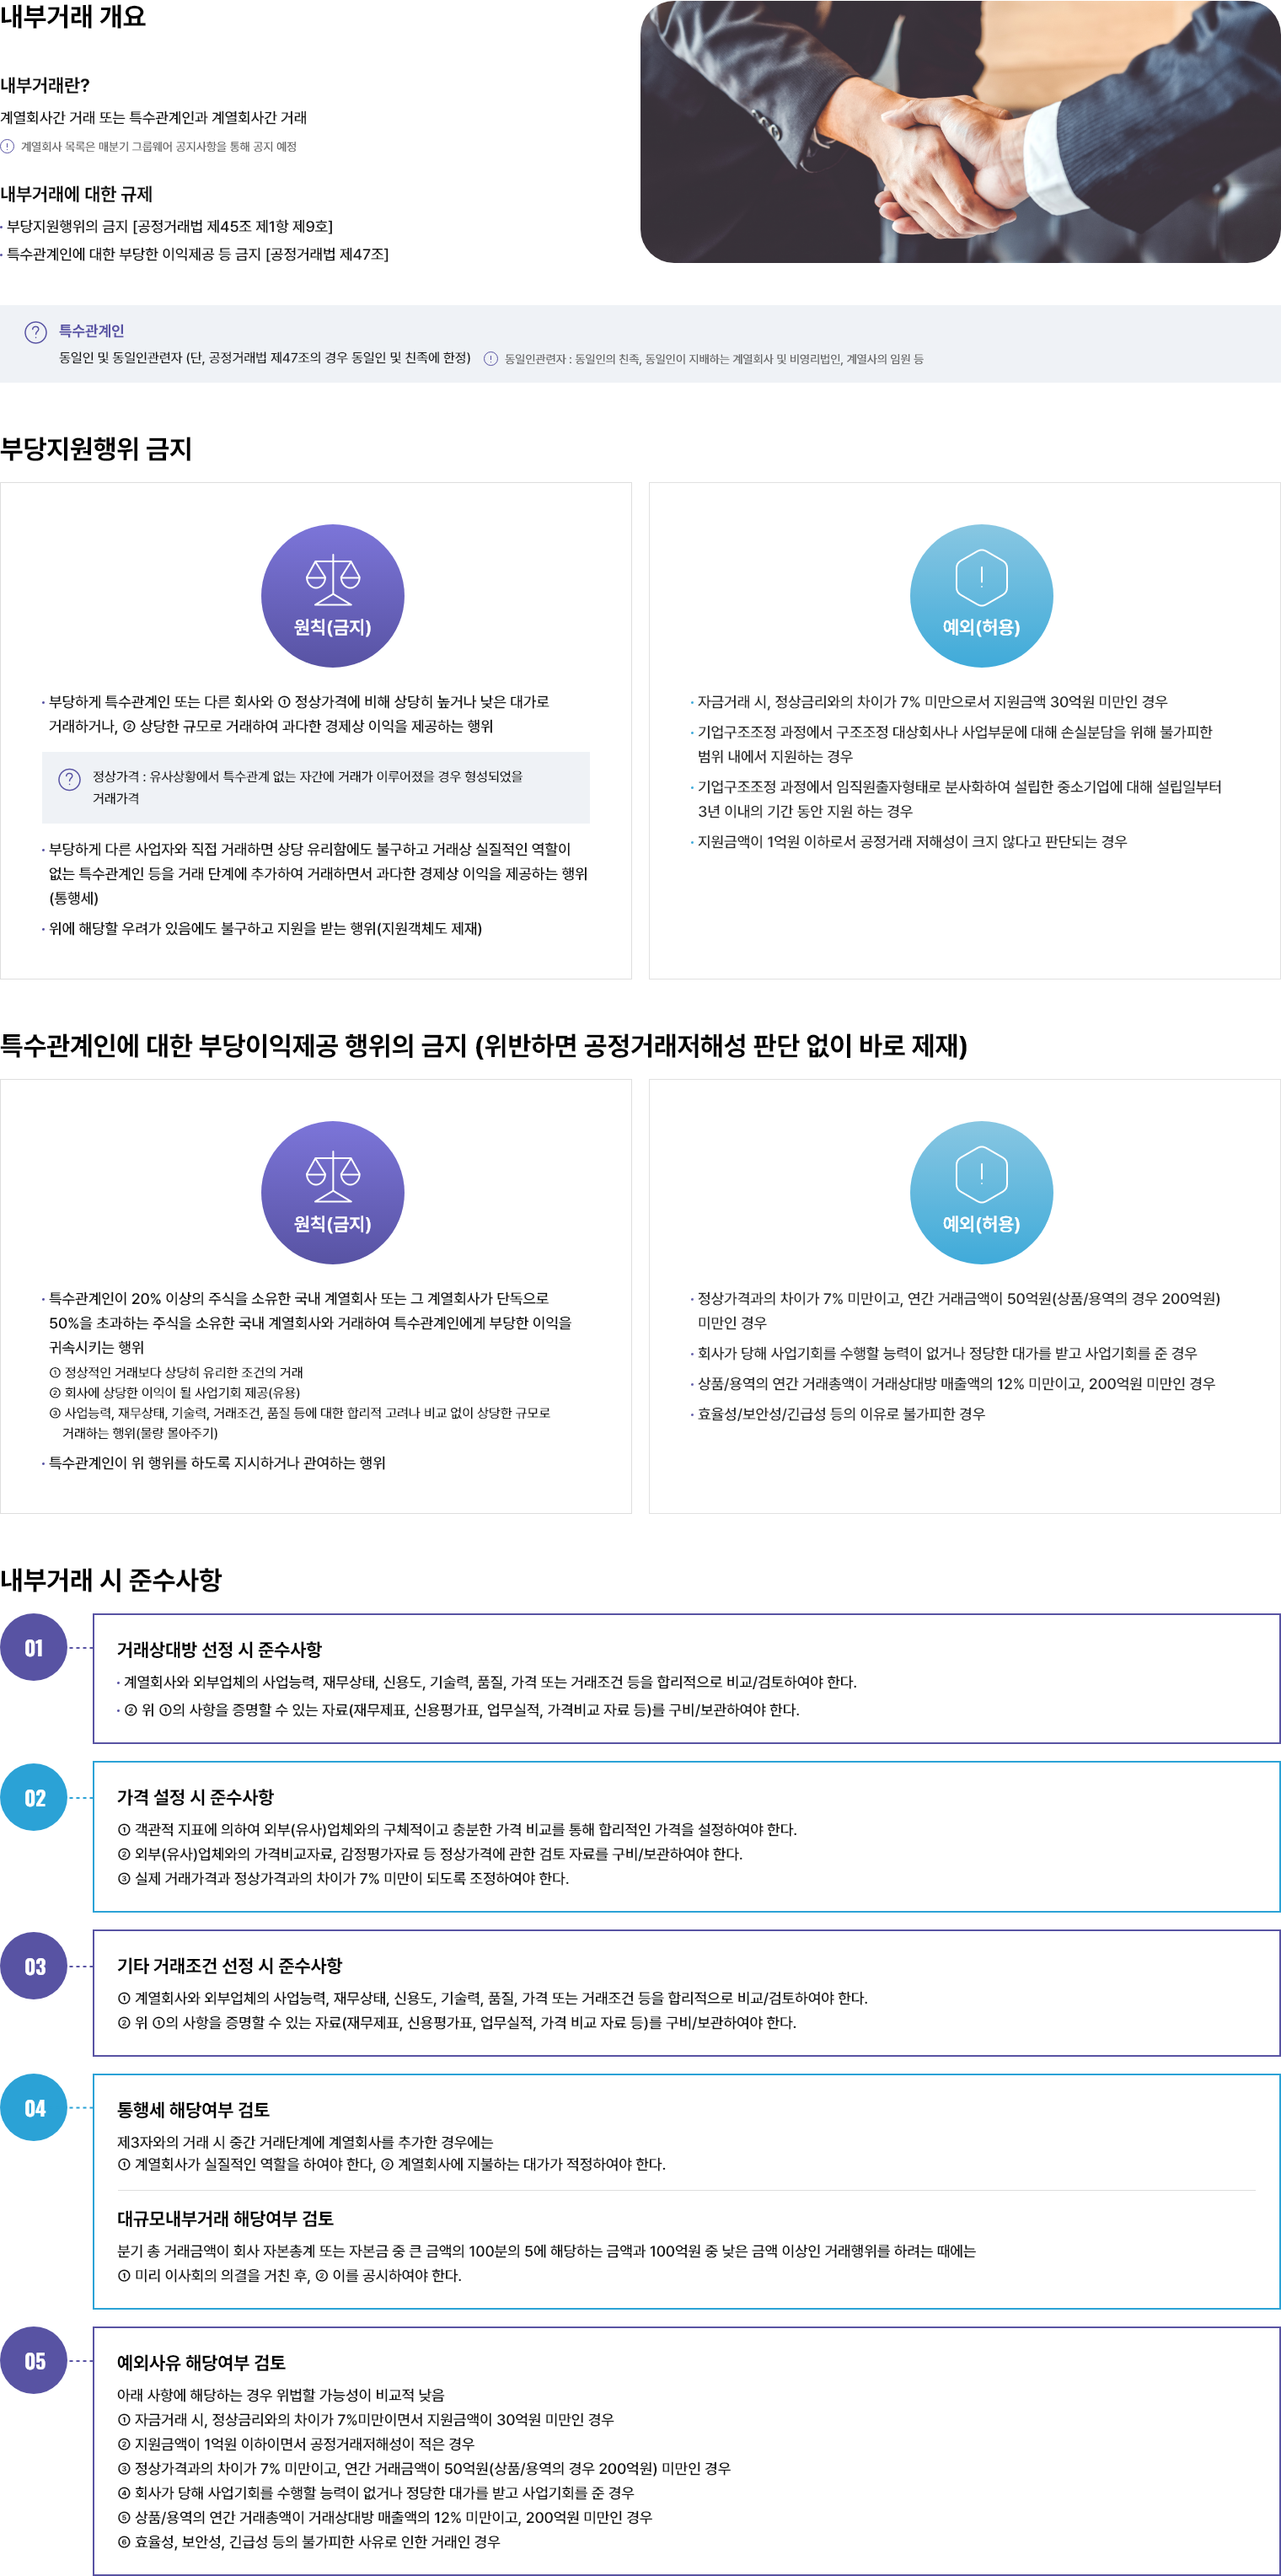 내부거래 개요
내부거래란?
계열회사간 거래 또는 특수관계인과 계열회사간 거래
계열회사 목록은 매분기 그룹웨어 공지사항을 통해 공지 예정
내부거래에 대한 규제
· 부당지원행위의 금지 [공정거래법 제45조 제1항 제9호]
· 특수관계인에 대한 부당한 이익제공 등 금지 [공정거래법 제47조]
특수관계인
동일인 및 동일인관련자 (단, 공정거래법 제47조의 경우 동일인 및 친족에 한정) 동일인관련자 : 동일인의 친족, 동일인이 지배하는 계열회사 및 비영리법인, 계열사의 임원 등
부당지원행위 금지
원칙(금지)
· 부당하게 특수관계인 또는 다른 회사와 ① 정상가격에 비해 상당히 높거나 낮은 대가로
거래하거나, ② 상당한 규모로 거래하여 과다한 경제상 이익을 제공하는 행위
정상가격 : 유사상황에서 특수관계 없는 자간에 거래가 이루어졌을 경우 형성되었을
거래가격
· 부당하게 다른 사업자와 직접 거래하면 상당 유리함에도 불구하고 거래상 실질적인 역할이
없는 특수관계인 등을 거래 단계에 추가하여 거래하면서 과다한 경제상 이익을 제공하는 행위
(통행세)
· 위에 해당할 우려가 있음에도 불구하고 지원을 받는 행위(지원객체도 제재)
예외(허용)
· 자금거래 시, 정상금리와의 차이가 7% 미만으로서 지원금액 30억원 미만인 경우
· 기업구조조정 과정에서 구조조정 대상회사나 사업부문에 대해 손실분담을 위해 불가피한
범위 내에서 지원하는 경우
· 기업구조조정 과정에서 임직원출자형태로 분사화하여 설립한 중소기업에 대해 설립일부터
3년 이내의 기간 동안 지원 하는 경우
· 지원금액이 1억원 이하로서 공정거래 저해성이 크지 않다고 판단되는 경우
특수관계인에 대한 부당이익제공 행위의 금지 (위반하면 공정거래저해성 판단 없이 바로 제재)
원칙(금지)
· 특수관계인이 20% 이상의 주식을 소유한 국내 계열회사 또는 그 계열회사가 단독으로
50%을 초과하는 주식을 소유한 국내 계열회사와 거래하여 특수관계인에게 부당한 이익을
귀속시키는 행위
① 정상적인 거래보다 상당히 유리한 조건의 거래
② 회사에 상당한 이익이 될 사업기회 제공(유용)
③ 사업능력, 재무상태, 기술력, 거래조건, 품질 등에 대한 합리적 고려나 비교 없이 상당한 규모로
거래하는 행위(물량 몰아주기)
· 특수관계인이 위 행위를 하도록 지시하거나 관여하는 행위
예외(허용)
· 정상가격과의 차이가 7% 미만이고, 연간 거래금액이 50억원(상품/용역의 경우 200억원)
미만인 경우
· 회사가 당해 사업기회를 수행할 능력이 없거나 정당한 대가를 받고 사업기회를 준 경우
· 상품/용역의 연간 거래총액이 거래상대방 매출액의 12% 미만이고, 200억원 미만인 경우
· 효율성/보안성/긴급성 등의 이유로 불가피한 경우
내부거래 시 준수사항
01
거래상대방 선정 시 준수사항
· 계열회사와 외부업체의 사업능력, 재무상태, 신용도, 기술력, 품질, 가격 또는 거래조건 등을 합리적으로 비교/검토하여야 한다.
· ② 위 ①의 사항을 증명할 수 있는 자료(재무제표, 신용평가표, 업무실적, 가격비교 자료 등)를 구비/보관하여야 한다.
02
가격 설정 시 준수사항
① 객관적 지표에 의하여 외부(유사)업체와의 구체적이고 충분한 가격 비교를 통해 합리적인 가격을 설정하여야 한다.
② 외부(유사)업체와의 가격비교자료, 감정평가자료 등 정상가격에 관한 검토 자료를 구비/보관하여야 한다.
③ 실제 거래가격과 정상가격과의 차이가 7% 미만이 되도록 조정하여야 한다.
03
기타 거래조건 선정 시 준수사항
① 계열회사와 외부업체의 사업능력, 재무상태, 신용도, 기술력, 품질, 가격 또는 거래조건 등을 합리적으로 비교/검토하여야 한다.
② 위 ①의 사항을 증명할 수 있는 자료(재무제표, 신용평가표, 업무실적, 가격 비교 자료 등)를 구비/보관하여야 한다.
04
통행세 해당여부 검토
제3자와의 거래 시 중간 거래단계에 계열회사를 추가한 경우에는
① 계열회사가 실질적인 역할을 하여야 한다, ② 계열회사에 지불하는 대가가 적정하여야 한다.
대규모내부거래 해당여부 검토
분기 총 거래금액이 회사 자본총계 또는 자본금 중 큰 금액의 100분의 5에 해당하는 금액과 100억원 중 낮은 금액 이상인 거래행위를 하려는 때에는
① 미리 이사회의 의결을 거친 후, ② 이를 공시하여야 한다.
05
예외사유 해당여부 검토
아래 사항에 해당하는 경우 위법할 가능성이 비교적 낮음
① 자금거래 시, 정상금리와의 차이가 7%미만이면서 지원금액이 30억원 미만인 경우
② 지원금액이 1억원 이하이면서 공정거래저해성이 적은 경우
③ 정상가격과의 차이가 7% 미만이고, 연간 거래금액이 50억원(상품/용역의 경우 200억원) 미만인 경우
④ 회사가 당해 사업기회를 수행할 능력이 없거나 정당한 대가를 받고 사업기회를 준 경우
⑤ 상품/용역의 연간 거래총액이 거래상대방 매출액의 12% 미만이고, 200억원 미만인 경우
⑥ 효율성, 보안성, 긴급성 등의 불가피한 사유로 인한 거래인 경우